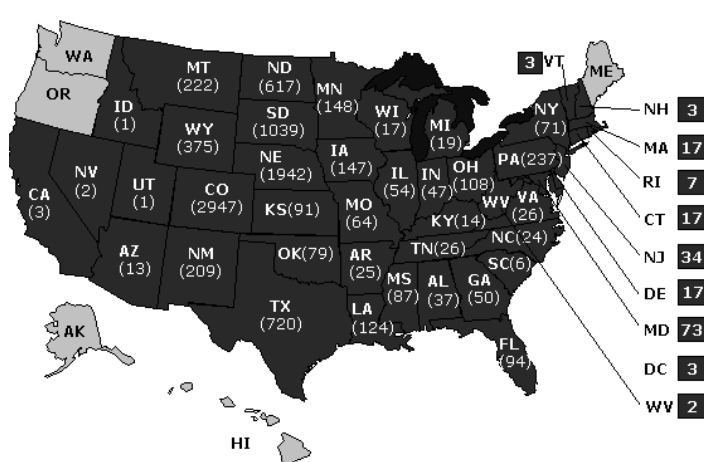 WA
MT
(222)
ND
(617)
MN
(148)
3 VT
ME
OR
ID
(1)
WY
(375)
SD
(1039)
WI
(17)
MI
(19)
NY
(71)
NH 3
NV
(2)
UT
(1)
CO
(2947)
NE
(1942)
IA
(147)
IL
(54)
IN
(47)
OH
(108)
PA(237)
MA 17
CA
(3)
KS(91)
MO
(64)
KY(14)
WV
VA
(26)
RI 7
AZ
(13)
NM
(209)
OK(79)
AR
(25)
TN(26)
NC(24)
CT 17
TX
(720)
LA
(124)
MS
(87)
AL
(37)
GA
(50)
SC(6)
NJ 34
FL
(94)
DE 17
MD 73
DC 3
WV 2
AK
HI